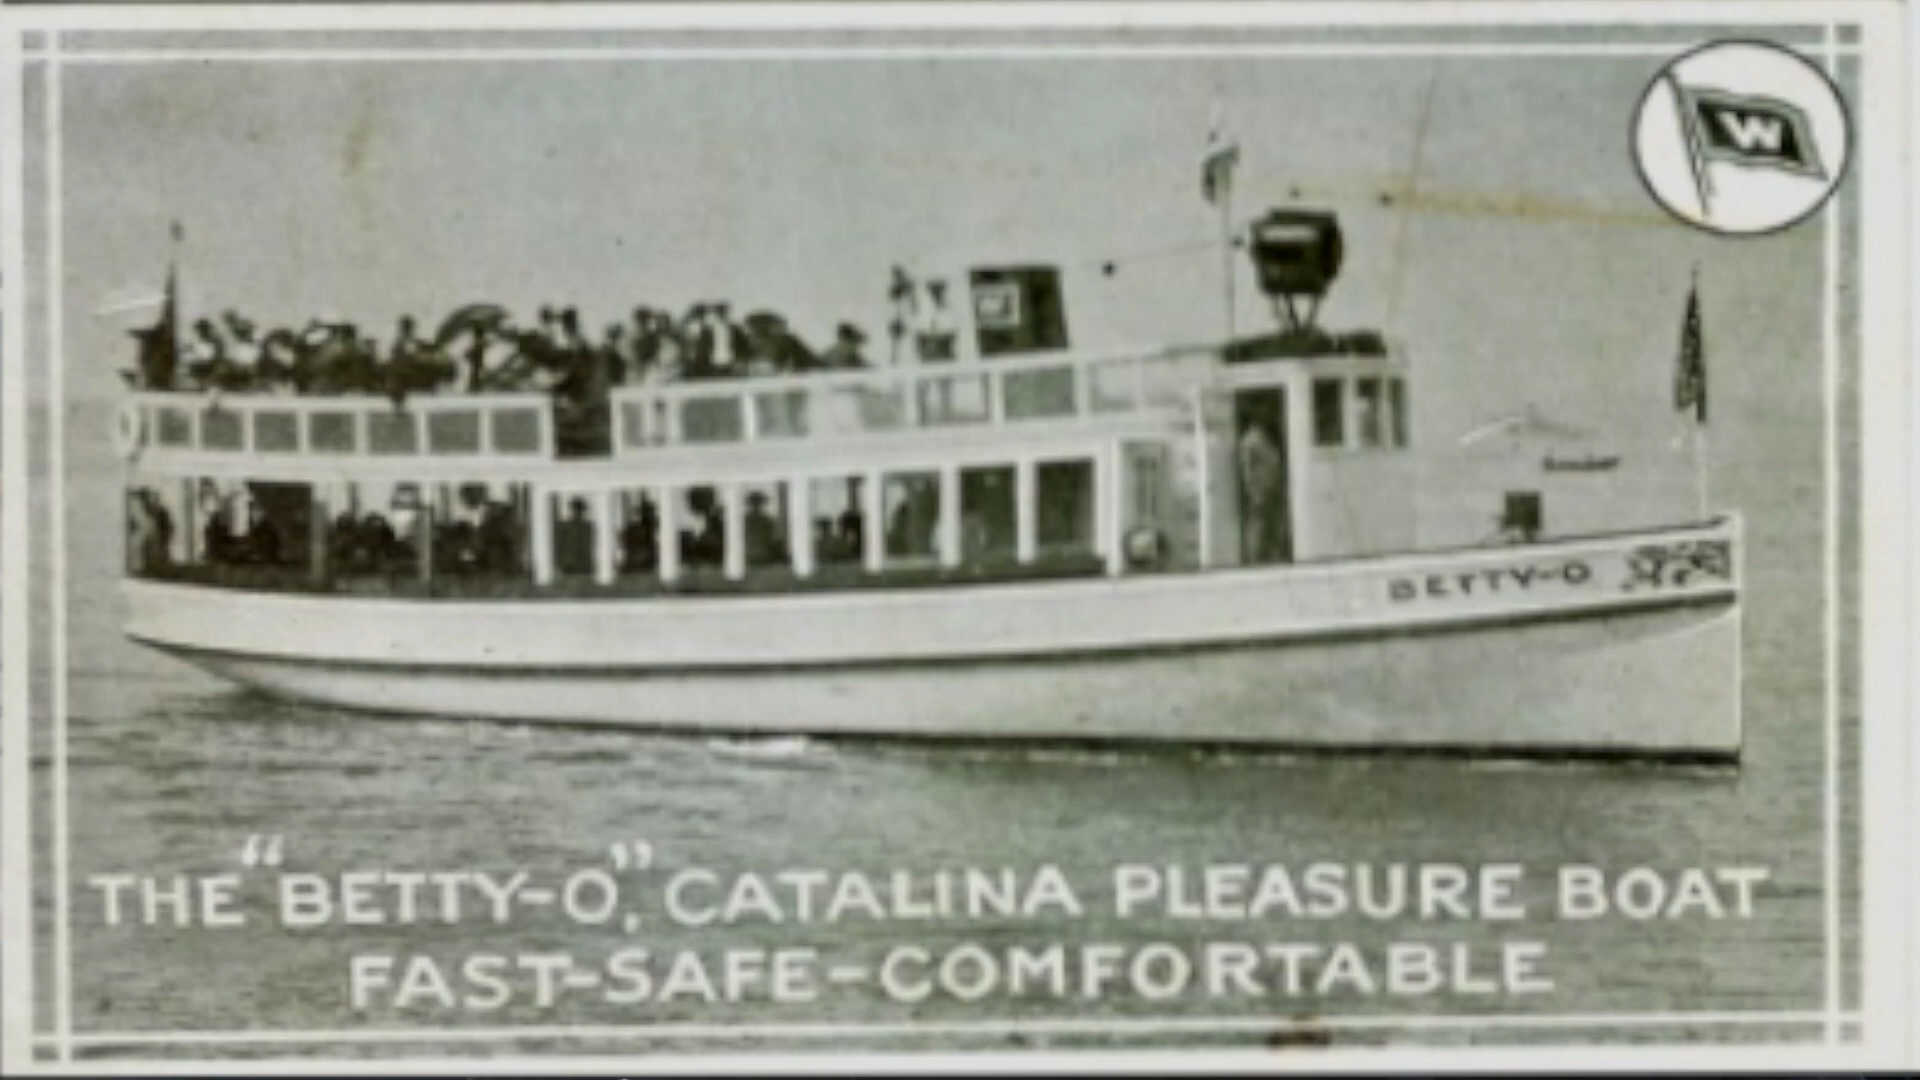 W
BETTY-O
THE "BETTY-O", CATALINA PLEASURE BOAT
FAST-SAFE-COMFORTABLE